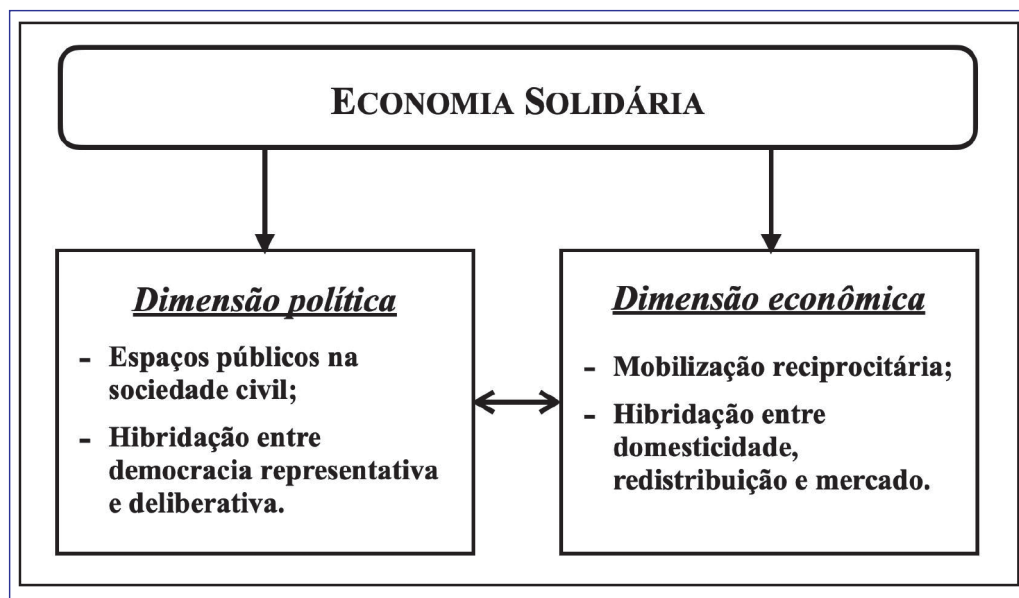 ECONOMIA SOLIDÁRIA
Dimensão política
- Espaços públicos na
sociedade civil;
- Hibridação entre
democracia representativa
e deliberativa.
Dimensão econômica
- Mobilização reciprocitária;
- Hibridação entre
domesticidade,
redistribuição e mercado.